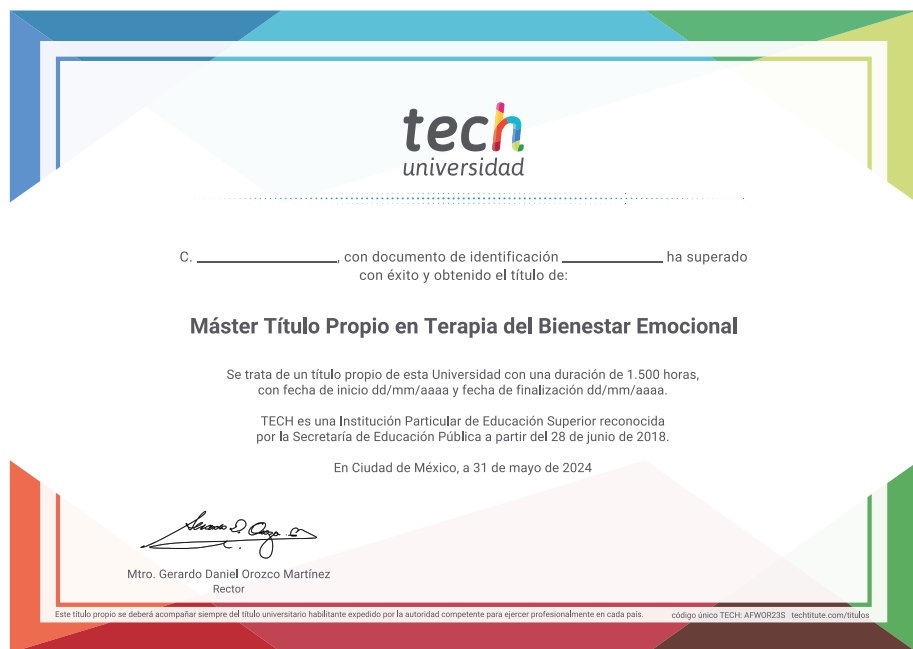 tech
universidad
C. ____________, con documento de identificación ____________ ha superado
con éxito y obtenido el título de:
Máster Título Propio en Terapia del Bienestar Emocional
Se trata de un título propio de esta Universidad con una duración de 1.500 horas,
con fecha de inicio dd/mm/aaaa y fecha de finalización dd/mm/aaaa.
TECH es una Institución Particular de Educación Superior reconocida
por la Secretaría de Educación Pública a partir del 28 de junio de 2018.
En Ciudad de México, a 31 de mayo de 2024
Mtro. Gerardo Daniel Orozco Martínez
Rector
Este título propio se deberá acompañar siempre del título universitario habilitante expedido por la autoridad competente para ejercer profesionalmente en cada país. código único TECH: AFWOR23S techtitute.com/titulos